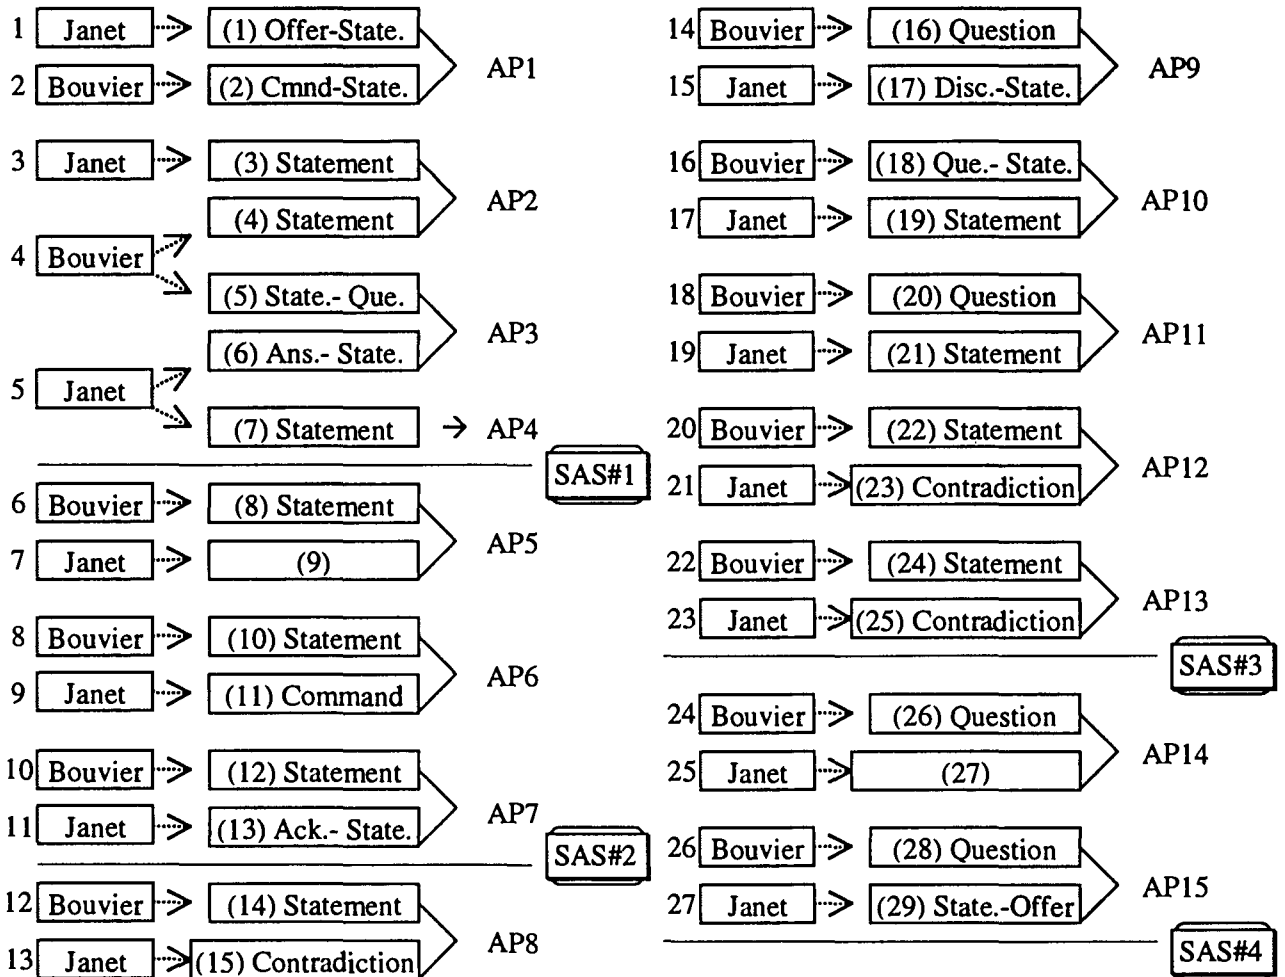 1 Janet (1) Offer-State.
AP1
2 Bouvier (2) Cmnd-State.
3 Janet (3) Statement
AP2
(4) Statement
4 Bouvier
(5) State.- Que.
AP3
(6) Ans.- State.
5 Janet
(7) Statement AP4
SAS#1
6 Bouvier (8) Statement
AP5
7 Janet (9)
8 Bouvier (10) Statement
AP6
9 Janet (11) Command
10 Bouvier (12) Statement
AP7
11 Janet (13) Ack.- State.
SAS#2
12 Bouvier (14) Statement
AP8
13 Janet (15) Contradiction
14 Bouvier (16) Question
AP9
15 Janet (17) Disc.-State.
16 Bouvier (18) Que.- State.
AP10
17 Janet (19) Statement
18 Bouvier (20) Question
AP11
19 Janet (21) Statement
20 Bouvier (22) Statement
AP12
21 Janet (23) Contradiction
22 Bouvier (24) Statement
AP13
23 Janet (25) Contradiction
SAS#3
24 Bouvier (26) Question
AP14
25 Janet (27)
26 Bouvier (28) Question
AP15
27 Janet (29) State.-Offer
SAS#4